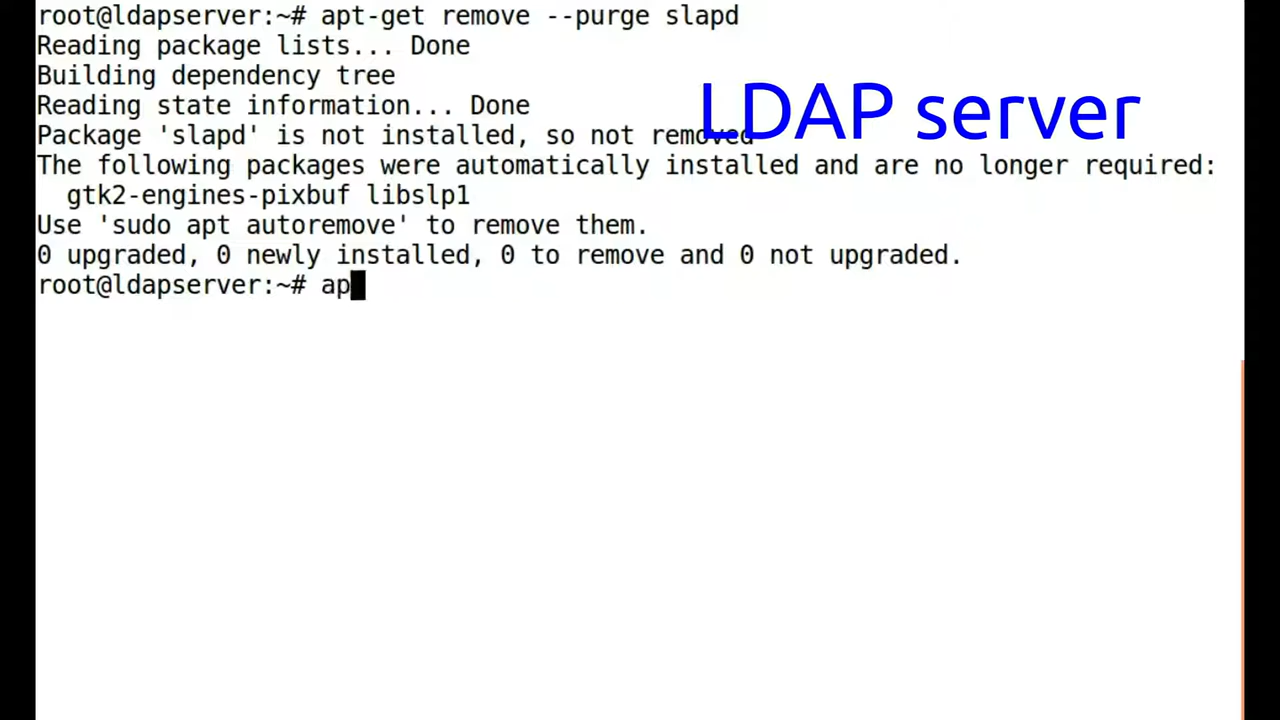 root@ldapserver:~# apt-get remove --purge slapd
Reading package lists... Done
Building dependency tree
Reading state information... Done
LDAP server
Package 'slapd' is not installed, so not removed
The following packages were automatically installed and are no longer required:
  gtk2-engines-pixbuf libslp1
Use 'sudo apt autoremove' to remove them.
0 upgraded, 0 newly installed, 0 to remove and 0 not upgraded.
root@ldapserver:~# ap